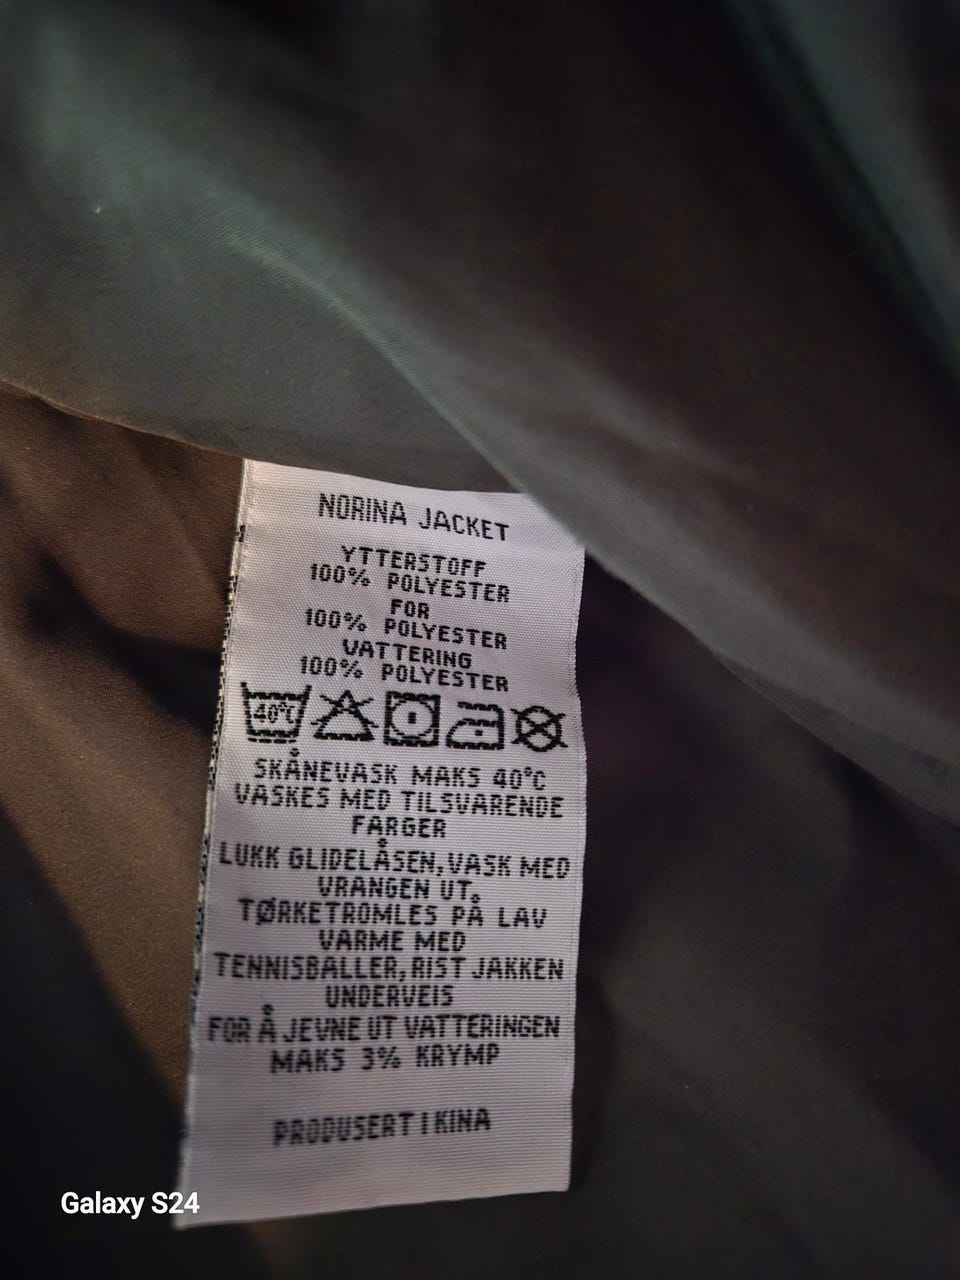 NORINA JACKET
YTTERSTOFF
100% POLYESTER
FOR
100% POLYESTER
VATTERING
100% POLYESTER
40°C
SKÅNEVASK MAKS 40°C
VASKES MED TILSVARENDE
FARGER
LUKK GLIDELÅSEN, VASK MED
VRANGEN UT.
TØRKETROMLES PÅ LAV
VARME MED
TENNISBALLER, RIST JAKKEN
UNDERVEIS
FOR Å JEVNE UT VATTERINGEN
MAKS 3% KRYMP
PRODUSERT I KINA
Galaxy S24